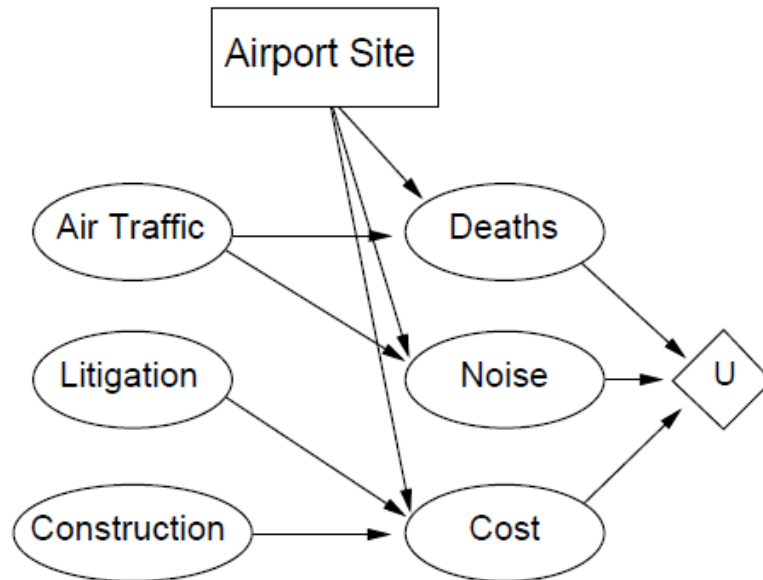 Airport Site
Air Traffic
Deaths
Litigation
Noise
U
Construction
Cost